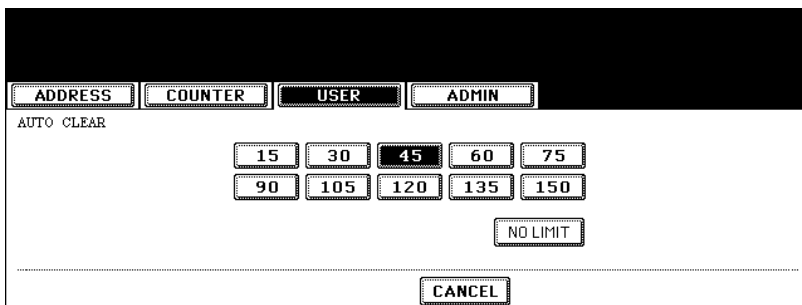 ADDRESS COUNTER USER ADMIN
AUTO CLEAR
15 30 45 60 75
90 105 120 135 150
NO LIMIT
CANCEL